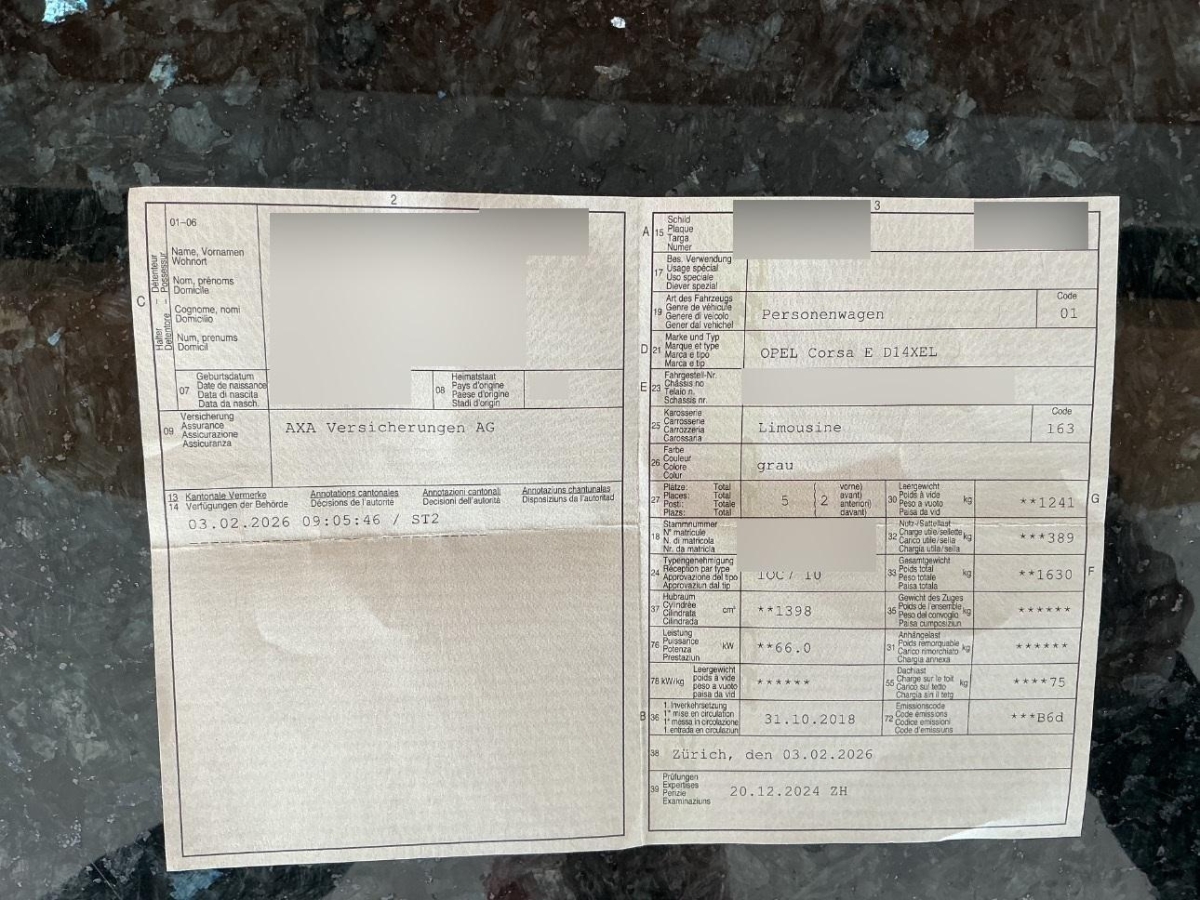 2
01-06
Halter – Détenteur
Detentore – Possessur
C
Name, Vornamen
Wohnort
Nom, prénoms
Domicile
Cognome, nomi
Domicilio
Num, prenums
Domicil
07
Geburtsdatum
Date de naissance
Data di nascita
Data da nasch.
08
Heimatstaat
Pays d'origine
Paese d'origine
Stadi d'origin
09
Versicherung
Assurance
Assicurazione
Assicuranza
AXA Versicherungen AG
13
14
Kantonale Vermerke
Verfügungen der Behörde
Annotations cantonales
Décisions de l'autorité
Annotazioni cantonali
Decisioni dell'autorità
Annotaziuns chantunalas
Disposiziuns da l'autoritad
03.02.2026 09:05:46 / ST2
3
A 15
Schild
Plaque
Targa
Numer
17
Bes. Verwendung
Usage spécial
Uso speciale
Diever spezial
19
Art des Fahrzeugs
Genre de véhicule
Genere di veicolo
Gener dal vehichel
Personenwagen
Code
01
D 21
Marke und Typ
Marque et type
Marca e tipo
Marca e tip
OPEL Corsa E D14XEL
E 23
Fahrgestell-Nr.
Châssis no
Telaio n.
Schassis nr.
25
Karosserie
Carrosserie
Carrozzeria
Carossaria
Limousine
Code
163
26
Farbe
Couleur
Colore
Colur
grau
27
Plätze: Total
Places: Total
Posti: Totale
Plazs: Total
5
2
vorne)
avant)
anteriori)
davant)
30
Leergewicht
Poids à vide
Peso a vuoto
Paisa da vid
kg
**1241
G
18
Stammnummer
N° matricule
N. di matricola
Nr. da matricla
32
Nutz-/Sattellast
Charge utile/sellette
Carico utile/sella
Chargia utila/sella
kg
***389
24
Typengenehmigung
Réception par type
Approvazione del tipo
Approvaziun dal tip
33
Gesamtgewicht
Poids total
Peso totale
Paisa totala
kg
**1630
F
37
Hubraum
Cylindrée
Cilindrata
Cilindrada
cm³
**1398
35
Gewicht des Zuges
Poids de l'ensemble
Peso del convoglio
Paisa cumposiziun
kg
******
76
Leistung
Puissance
Potenza
Prestaziun
kW
**66.0
31
Anhängelast
Poids remorquable
Carico rimorchiato
Chargia annexa
kg
******
78 kW/kg
Leergewicht
poids à vide
peso a vuoto
paisa da vid
******
55
Dachlast
Charge sur le toit
Carico sul tetto
Chargia sin il tetg
kg
****75
B 36
1. Inverkehrsetzung
1re mise en circulation
1a messa in circolazione
1. entrada en circulaziun
31.10.2018
72
Emissionscode
Code émissions
Codice emissioni
Code d'emissiuns
***B6d
38
Zürich, den 03.02.2026
39
Prüfungen
Expertises
Perizie
Examinaziuns
20.12.2024 ZH